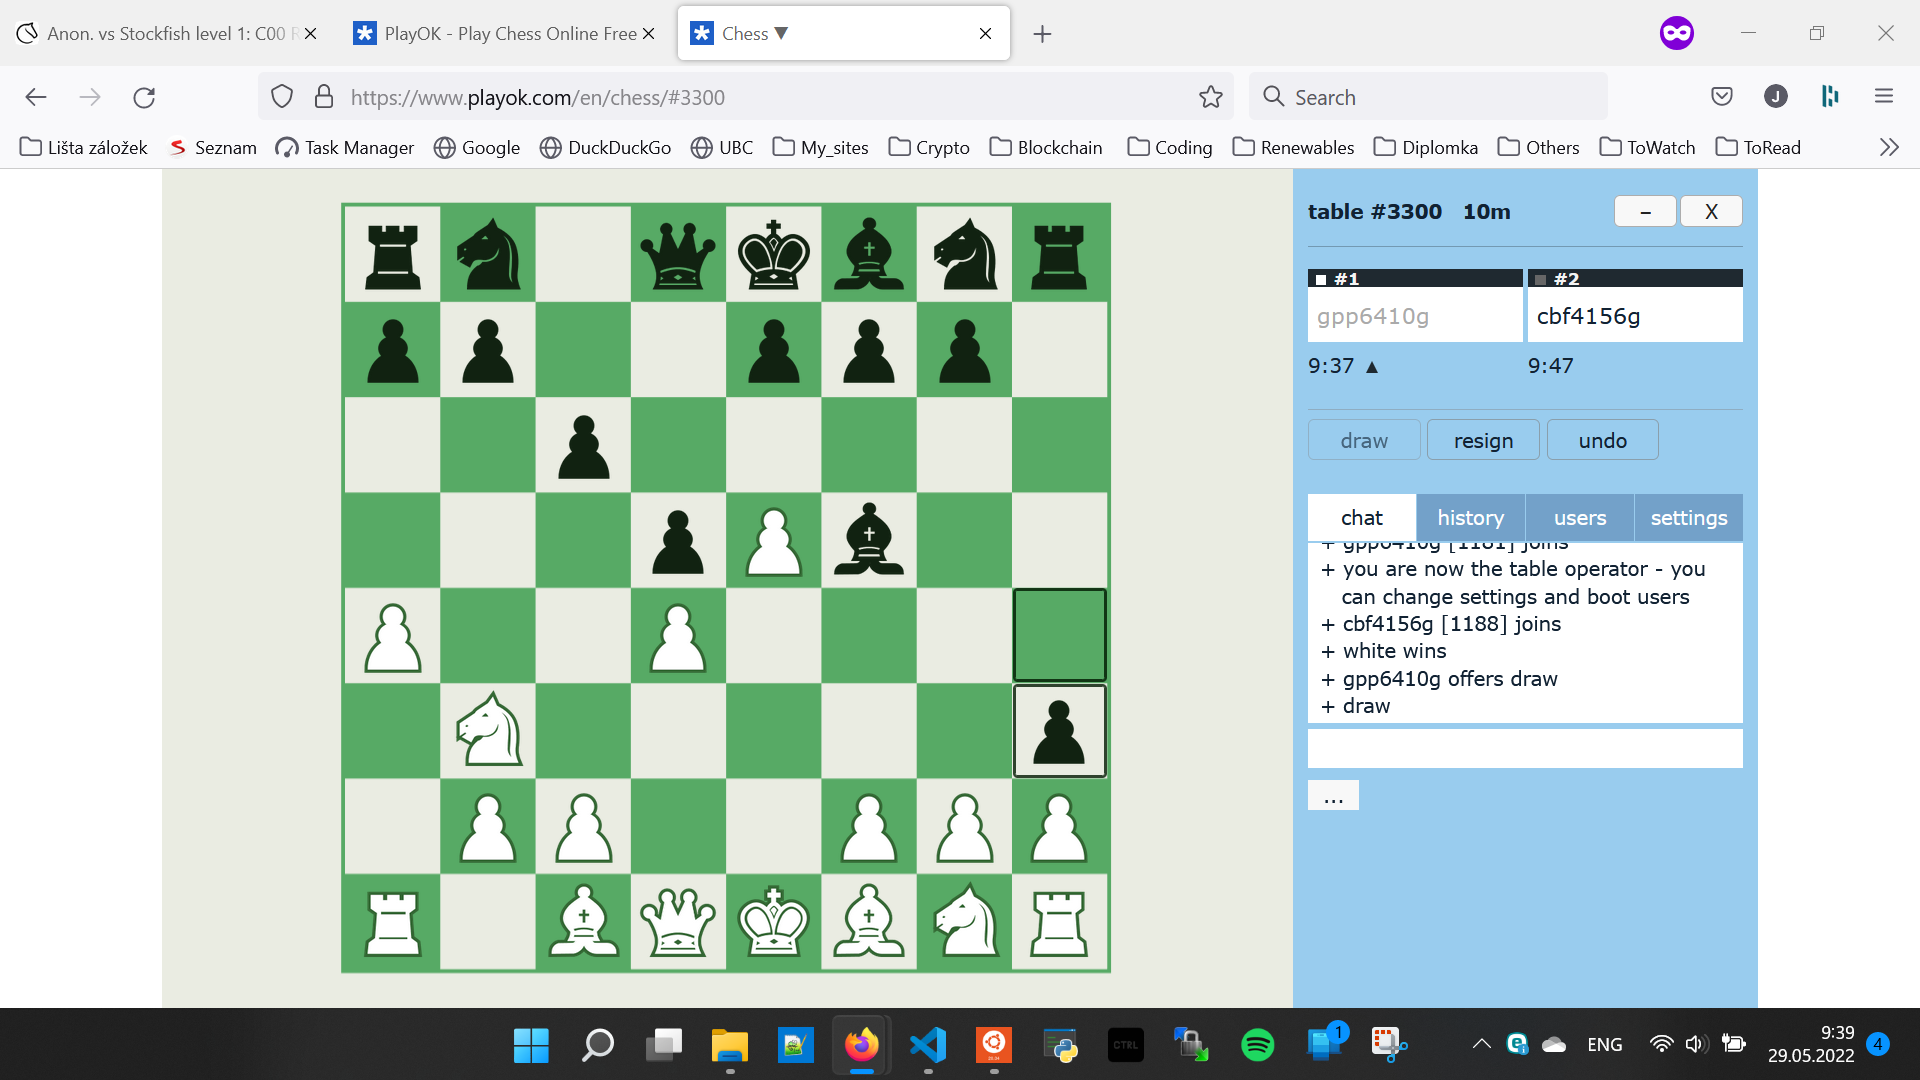 Anon. vs Stockfish level 1: C00 R
PlayOK - Play Chess Online Free
Chess ▼
https://www.playok.com/en/chess/#3300
Search
J
Lišta záložek
Seznam
Task Manager
Google
DuckDuckGo
UBC
My_sites
Crypto
Blockchain
Coding
Renewables
Diplomka
Others
ToWatch
ToRead
table #3300 10m
–
X
#1
#2
gpp6410g
cbf4156g
9:37 ▲
9:47
draw
resign
undo
chat
history
users
settings
+ gpp6410g [1181] joins
+ you are now the table operator - you
can change settings and boot users
+ cbf4156g [1188] joins
+ white wins
+ gpp6410g offers draw
+ draw
...
CTRL
1
ENG
9:39
29.05.2022
4